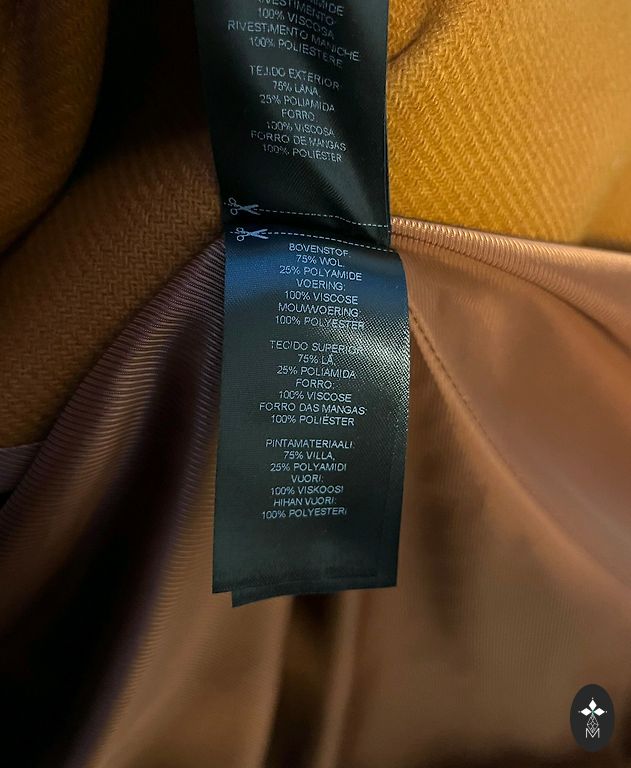 RIVESTIMENTO:
100% VISCOSA
RIVESTIMENTO MANICHE:
100% POLIESTERE
TEJIDO EXTERIOR:
75% LANA,
25% POLIAMIDA
FORRO:
100% VISCOSA
FORRO DE MANGAS:
100% POLIÉSTER
BOVENSTOF:
75% WOL,
25% POLYAMIDE
VOERING:
100% VISCOSE
MOUWVOERING:
100% POLYESTER
TECIDO SUPERIOR:
75% LÃ,
25% POLIAMIDA
FORRO:
100% VISCOSE
FORRO DAS MANGAS:
100% POLIÉSTER
PINTAMATERIAALI:
75% VILLA,
25% POLYAMIDI
VUORI:
100% VISKOOSI
HIHAN VUORI:
100% POLYESTERI
M